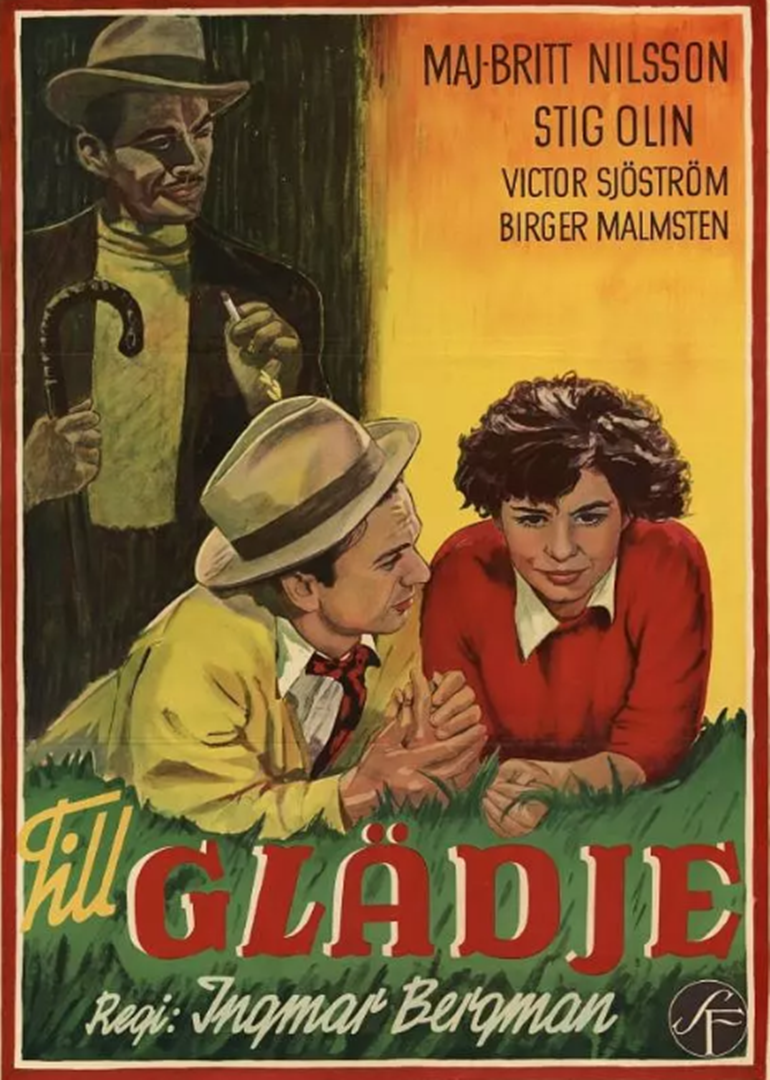 MAJ-BRITT NILSSON
STIG OLIN
VICTOR SJÖSTRÖM
BIRGER MALMSTEN
Till GLÄDJE
Regi: Ingmar Bergman
SF